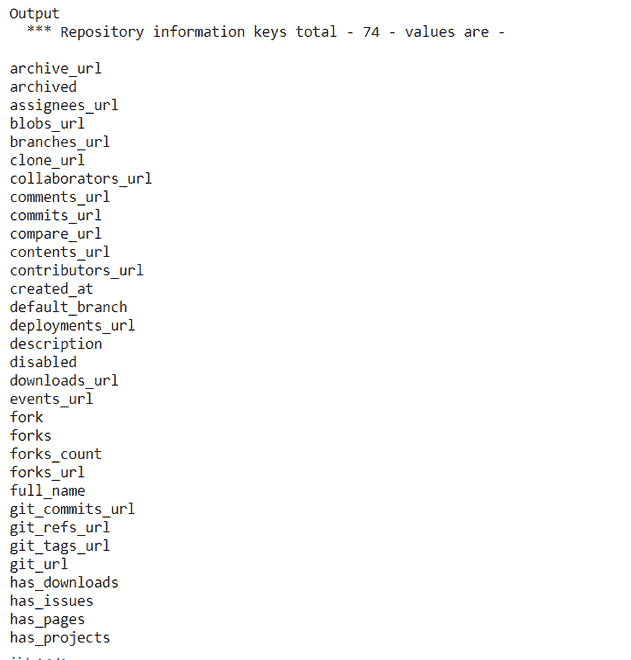 Output
*** Repository information keys total - 74 - values are -
archive_url
archived
assignees_url
blobs_url
branches_url
clone_url
collaborators_url
comments_url
commits_url
compare_url
contents_url
contributors_url
created_at
default_branch
deployments_url
description
disabled
downloads_url
events_url
fork
forks
forks_count
forks_url
full_name
git_commits_url
git_refs_url
git_tags_url
git_url
has_downloads
has_issues
has_pages
has_projects